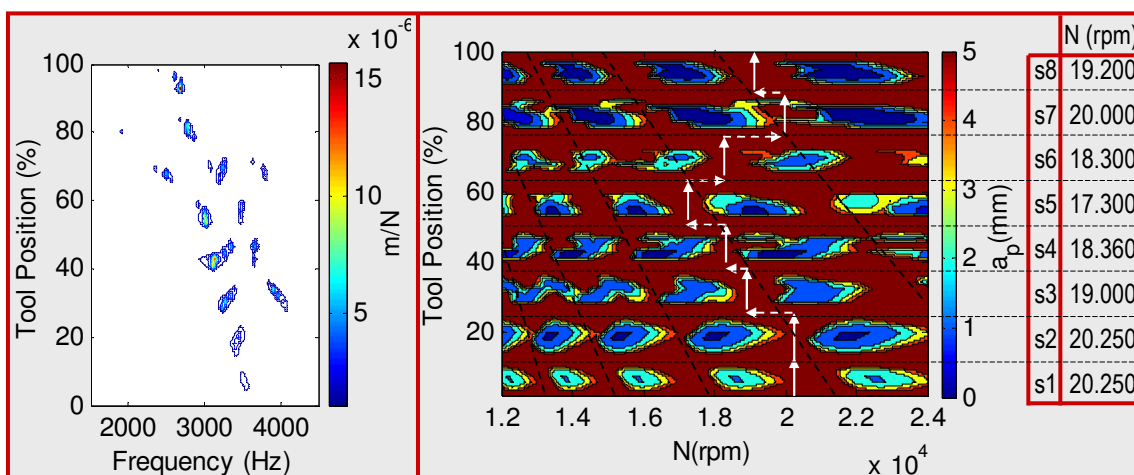 x 10⁻⁶
100
80
60
40
20
0
Tool Position (%)
2000 3000 4000
Frequency (Hz)
15
10
5
m/N
100
80
60
40
20
Tool Position (%)
1.2 1.4 1.6 1.8 2 2.2 2.4
N(rpm)
x 10⁴
5
4
3
2
1
0
aₚ(mm)
N (rpm)
s8 19.200
s7 20.000
s6 18.300
s5 17.300
s4 18.360
s3 19.000
s2 20.250
s1 20.250